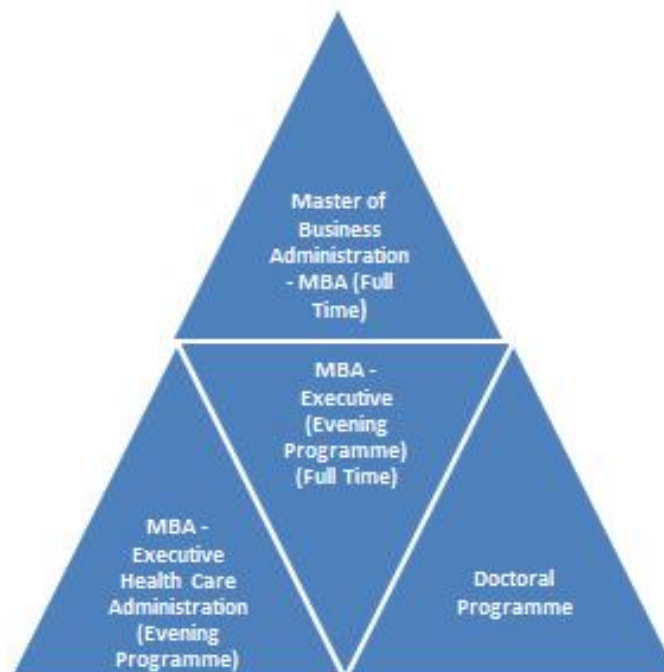 Master of
Business
Administration
- MBA (Full
Time)
MBA -
Executive
(Evening
Programme)
(Full Time)
MBA -
Executive
Health Care
Administration
(Evening
Programme)
Doctoral
Programme